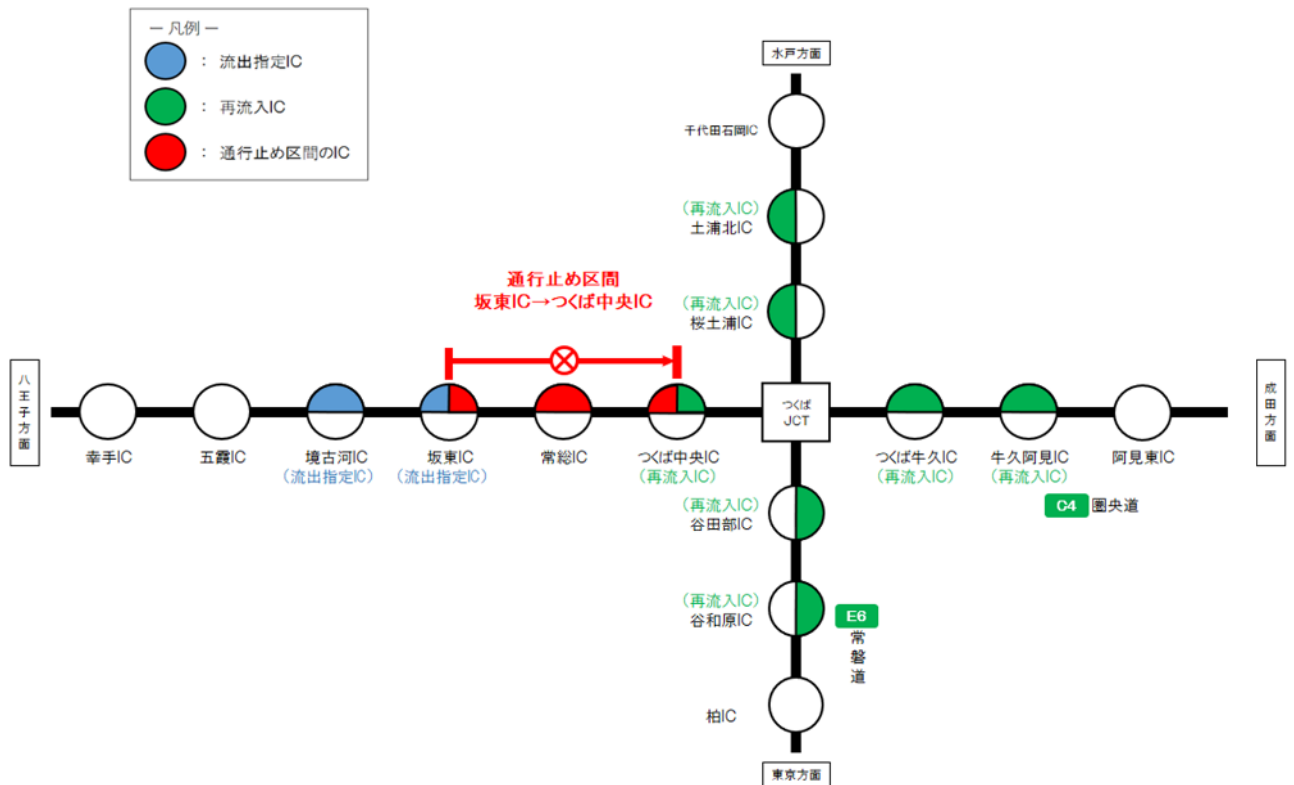 ― 凡例 ―
： 流出指定IC
： 再流入IC
： 通行止め区間のIC
水戸方面
千代田石岡IC
（再流入IC）
土浦北IC
（再流入IC）
桜土浦IC
通行止め区間
坂東IC→つくば中央IC
八王子方面
幸手IC
五霞IC
境古河IC
（流出指定IC）
坂東IC
（流出指定IC）
常総IC
つくば中央IC
（再流入IC）
つくば
JCT
つくば牛久IC
（再流入IC）
牛久阿見IC
（再流入IC）
阿見東IC
成田方面
C4 圏央道
（再流入IC）
谷田部IC
（再流入IC）
谷和原IC
E6
常磐道
柏IC
東京方面